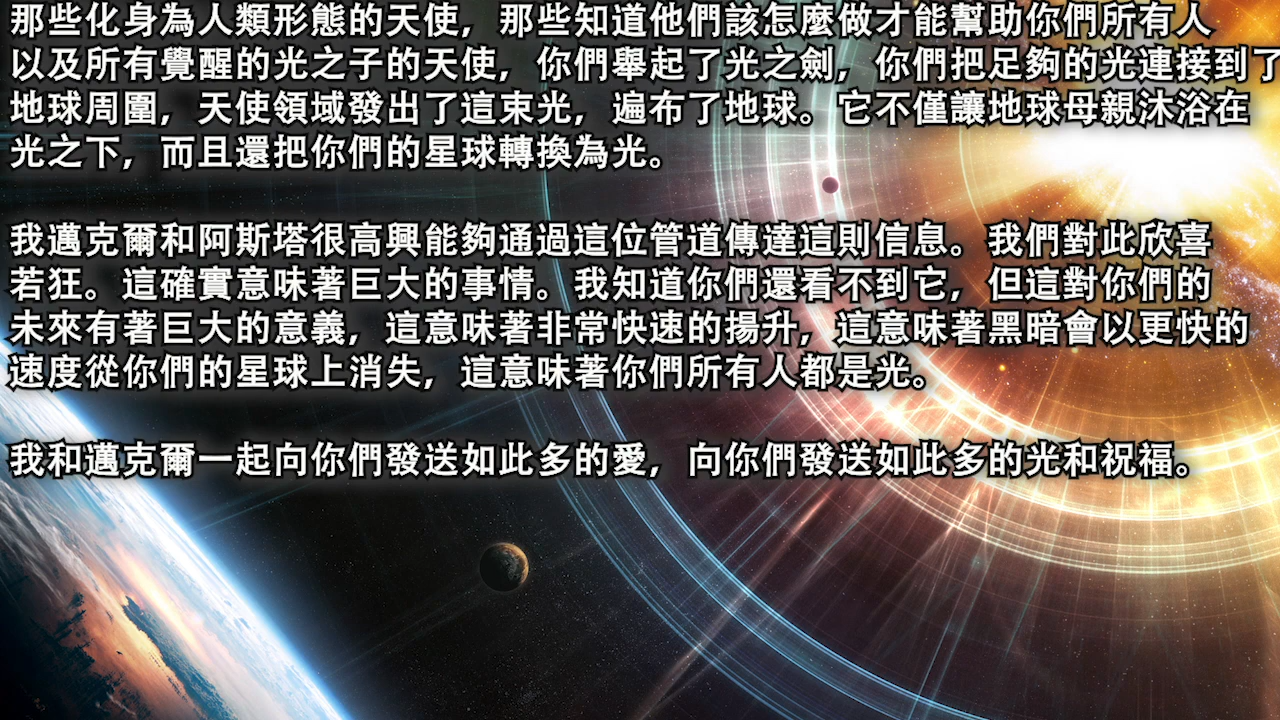 那些化身為人類形態的天使，那些知道他們該怎麼做才能幫助你們所有人
以及所有覺醒的光之子的天使，你們舉起了光之劍，你們把足夠的光連接到了
地球周圍，天使領域發出了這束光，遍布了地球。它不僅讓地球母親沐浴在
光之下，而且還把你們的星球轉換為光。
我邁克爾和阿斯塔很高興能夠通過這位管道傳達這則信息。我們對此欣喜
若狂。這確實意味著巨大的事情。我知道你們還看不到它，但這對你們的
未來有著巨大的意義，這意味著非常快速的揚升，這意味著黑暗會以更快的
速度從你們的星球上消失，這意味著你們所有人都是光。
我和邁克爾一起向你們發送如此多的愛，向你們發送如此多的光和祝福。